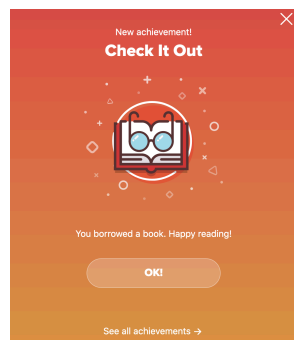 New achievement!
Check It Out
You borrowed a book. Happy reading!
OK!
See all achievements →